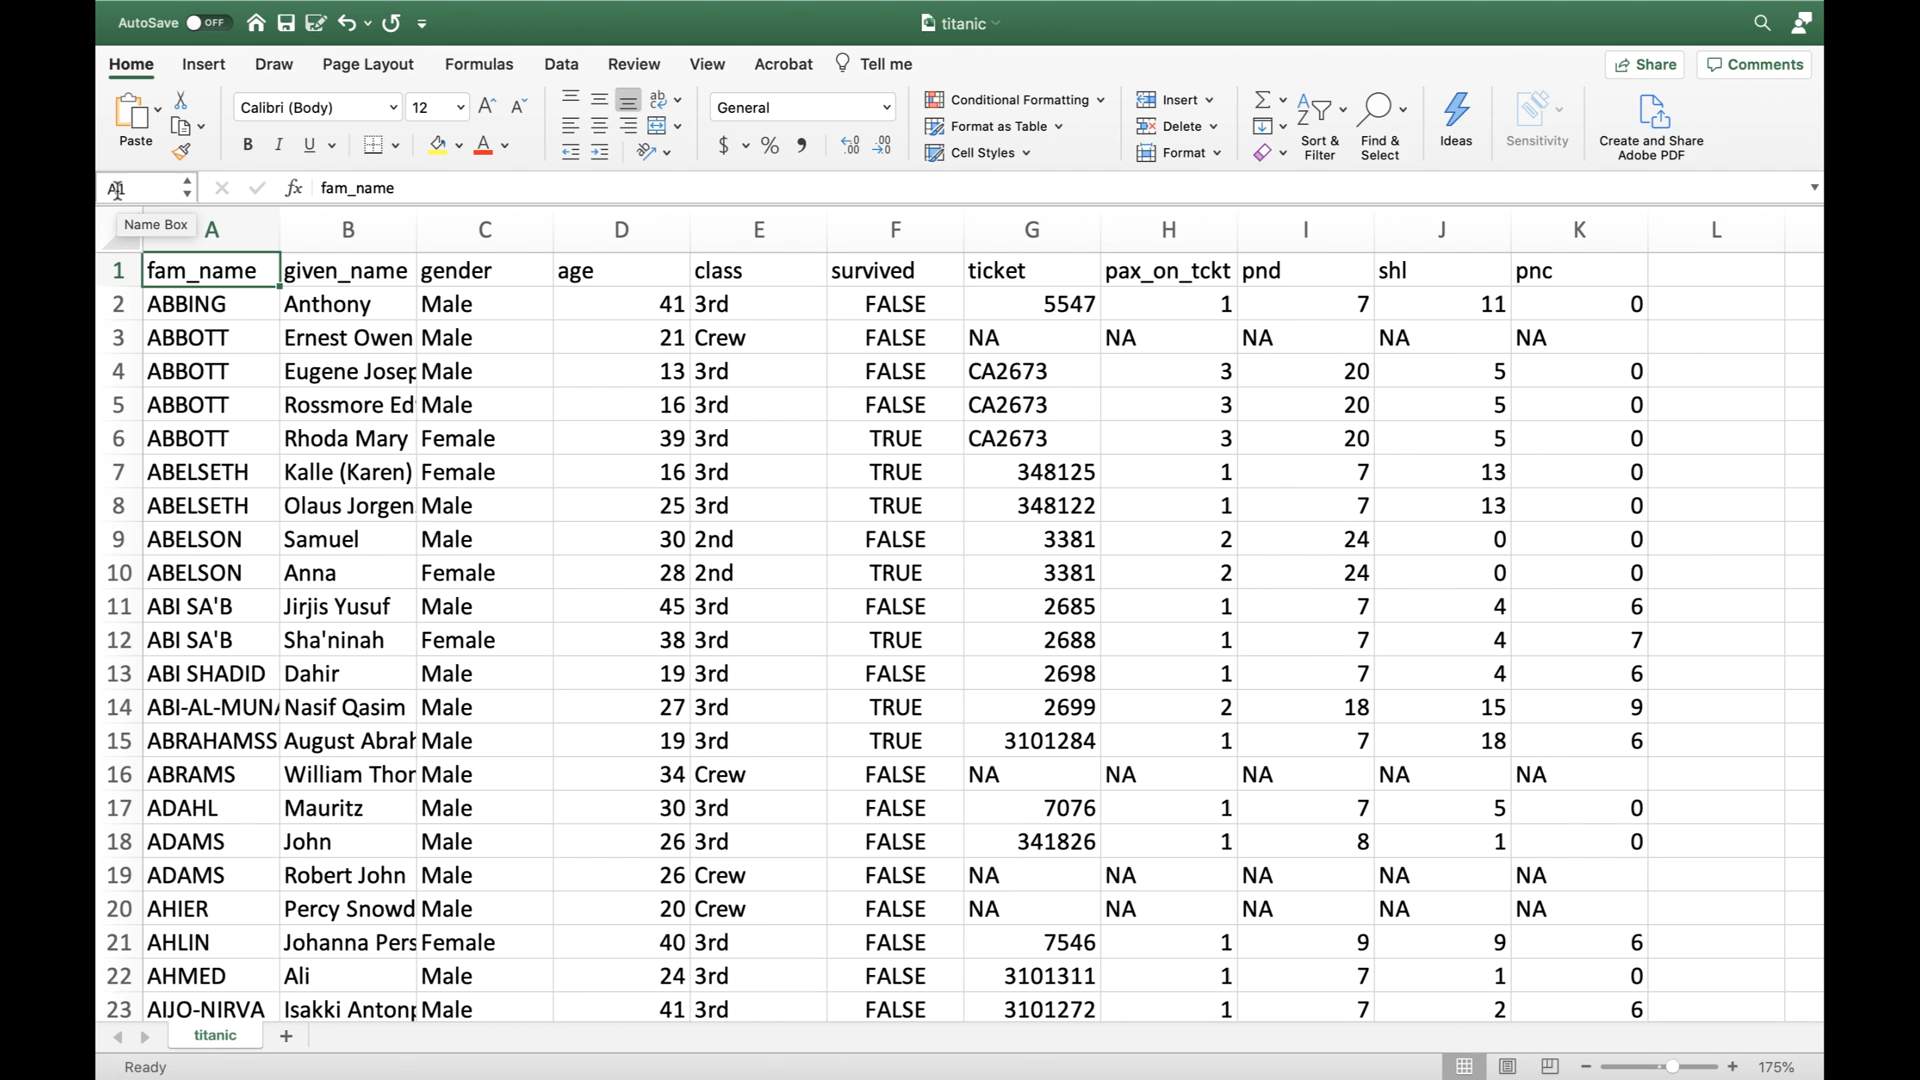 AutoSave OFF titanic
Home Insert Draw Page Layout Formulas Data Review View Acrobat Tell me Share Comments
Paste Calibri (Body) 12 A A ab General Conditional Formatting Insert Σ A Z Sort & Filter Find & Select Ideas Sensitivity Create and Share Adobe PDF
B I U A $ % Format as Table Delete
Cell Styles Format
A1 fx fam_name
Name Box
A B C D E F G H I J K L
1 fam_name given_name gender age class survived ticket pax_on_tckt pnd shl pnc
2 ABBING Anthony Male 41 3rd FALSE 5547 1 7 11 0
3 ABBOTT Ernest Owen Male 21 Crew FALSE NA NA NA NA NA
4 ABBOTT Eugene Josep Male 13 3rd FALSE CA2673 3 20 5 0
5 ABBOTT Rossmore Ed Male 16 3rd FALSE CA2673 3 20 5 0
6 ABBOTT Rhoda Mary Female 39 3rd TRUE CA2673 3 20 5 0
7 ABELSETH Kalle (Karen) Female 16 3rd TRUE 348125 1 7 13 0
8 ABELSETH Olaus Jorgen Male 25 3rd TRUE 348122 1 7 13 0
9 ABELSON Samuel Male 30 2nd FALSE 3381 2 24 0 0
10 ABELSON Anna Female 28 2nd TRUE 3381 2 24 0 0
11 ABI SA'B Jirjis Yusuf Male 45 3rd FALSE 2685 1 7 4 6
12 ABI SA'B Sha'ninah Female 38 3rd TRUE 2688 1 7 4 7
13 ABI SHADID Dahir Male 19 3rd FALSE 2698 1 7 4 6
14 ABI-AL-MUNA Nasif Qasim Male 27 3rd TRUE 2699 2 18 15 9
15 ABRAHAMSS August Abrah Male 19 3rd TRUE 3101284 1 7 18 6
16 ABRAMS William Thor Male 34 Crew FALSE NA NA NA NA NA
17 ADAHL Mauritz Male 30 3rd FALSE 7076 1 7 5 0
18 ADAMS John Male 26 3rd FALSE 341826 1 8 1 0
19 ADAMS Robert John Male 26 Crew FALSE NA NA NA NA NA
20 AHIER Percy Snowd Male 20 Crew FALSE NA NA NA NA NA
21 AHLIN Johanna Pers Female 40 3rd FALSE 7546 1 9 9 6
22 AHMED Ali Male 24 3rd FALSE 3101311 1 7 1 0
23 AIJO-NIRVA Isakki Antonp Male 41 3rd FALSE 3101272 1 7 2 6
titanic +
Ready 175%